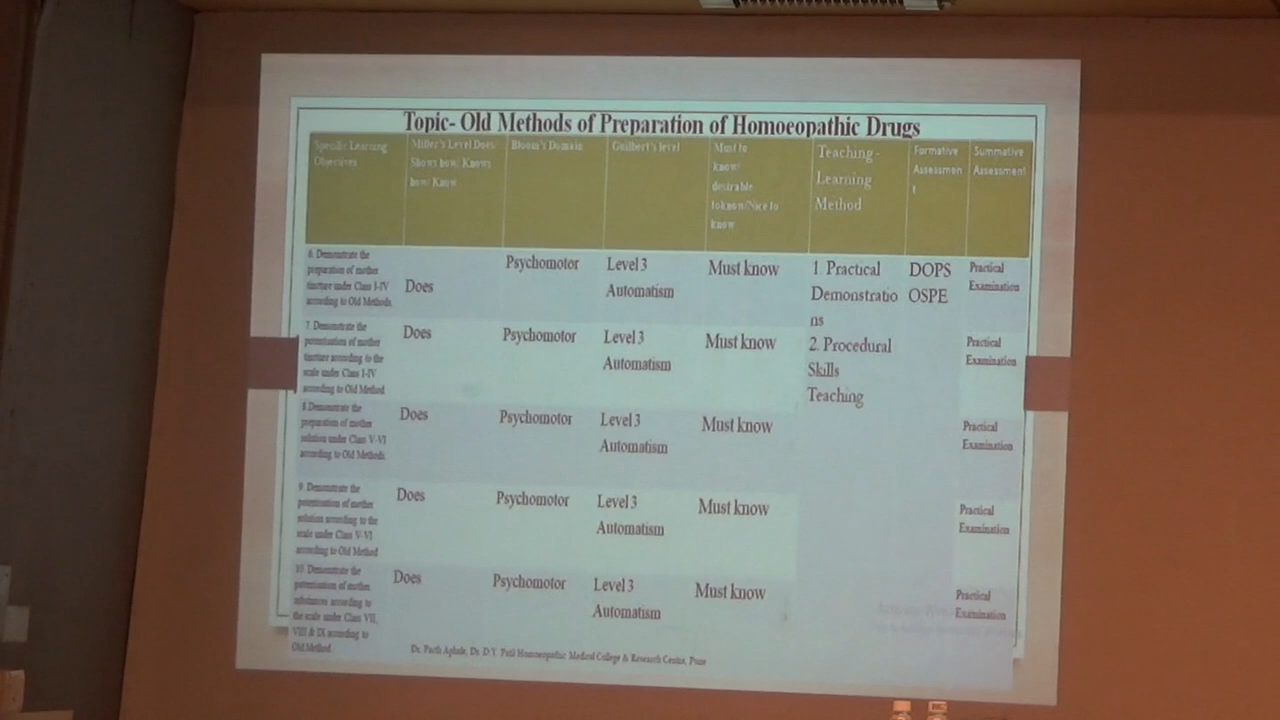 Topic- Old Methods of Preparation of Homoeopathic Drugs
Specific Learning
Objectives
Miller's Level Does/
Shows how/ Knows
how/ Know
Bloom's Domain
Guilbert's level
Must to
know/
desirable
to know/Nice to
know
Teaching -
Learning
Method
Formative
Assessmen
t
Summative
Assessment
6. Demonstrate the
preparation of mother
tincture under Class I-IV
according to Old Methods.
Does
Psychomotor
Level 3
Automatism
Must know
1. Practical
Demonstratio
ns
2. Procedural
Skills
Teaching
DOPS
OSPE
Practical
Examination
7. Demonstrate the
potentisation of mother
tincture according to the
scale under Class I-IV
according to Old Method
Does
Psychomotor
Level 3
Automatism
Must know
Practical
Examination
8.Demonstrate the
preparation of mother
solution under Class V-VI
according to Old Methods.
Does
Psychomotor
Level 3
Automatism
Must know
Practical
Examination
9. Demonstrate the
potentisation of mother
solution according to the
scale under Class V-VI
according to Old Method
Does
Psychomotor
Level 3
Automatism
Must know
Practical
Examination
10. Demonstrate the
potentisation of mother
substances according to
the scale under Class VII,
VIII & IX according to
Old Method.
Does
Psychomotor
Level 3
Automatism
Must know
Practical
Examination
Dr. D.Y. Patil Homoeopathic Medical College & Research Centre, Pune